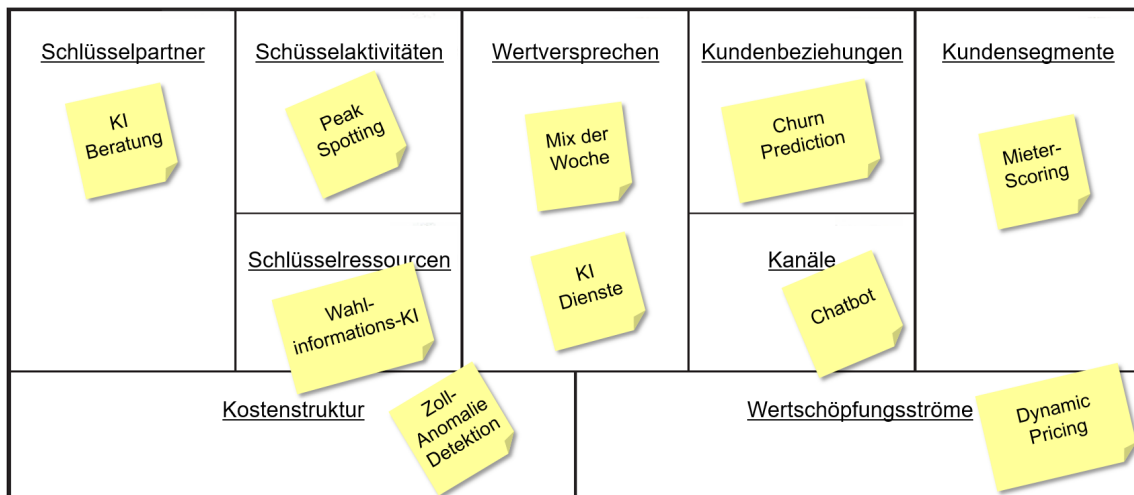 Schlüsselpartner
KI
Beratung
Schüsselaktivitäten
Peak
Spotting
Schlüsselressourcen
Wahl-
informations-KI
Wertversprechen
Mix der
Woche
KI
Dienste
Kundenbeziehungen
Churn
Prediction
Kanäle
Chatbot
Kundensegmente
Mieter-
Scoring
Kostenstruktur
Zoll-
Anomalie
Detektion
Wertschöpfungsströme
Dynamic
Pricing